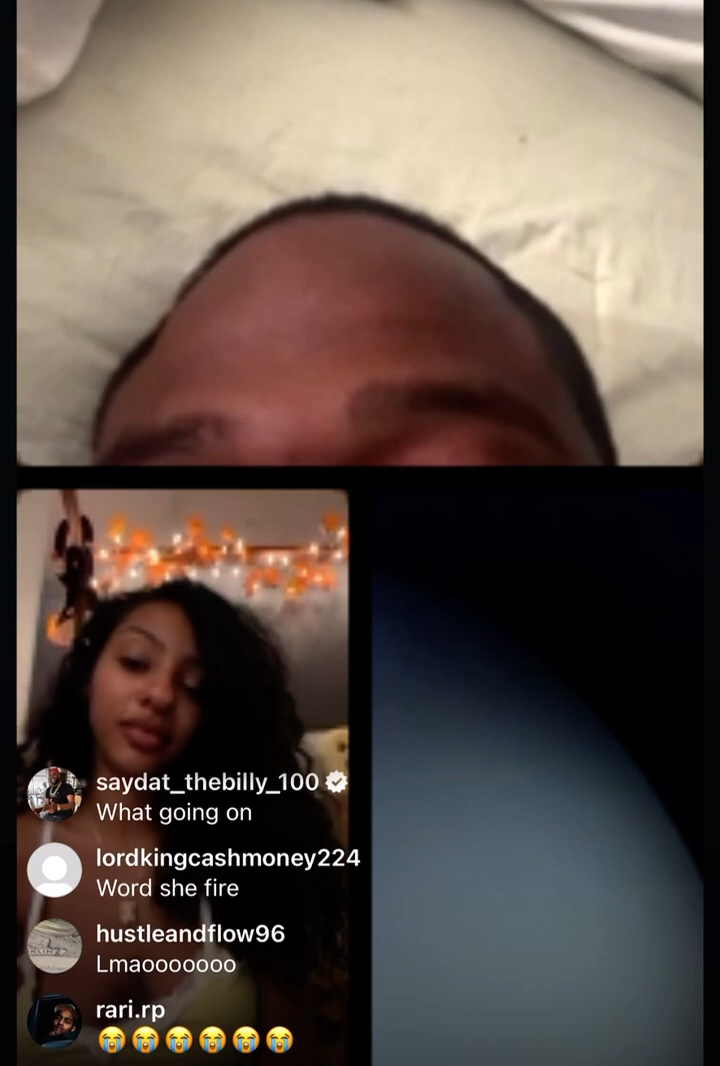 saydat_thebilly_100
What going on
lordkingcashmoney224
Word she fire
hustleandflow96
Lmaooooooo
rari.rp
😭😭😭😭😭😭